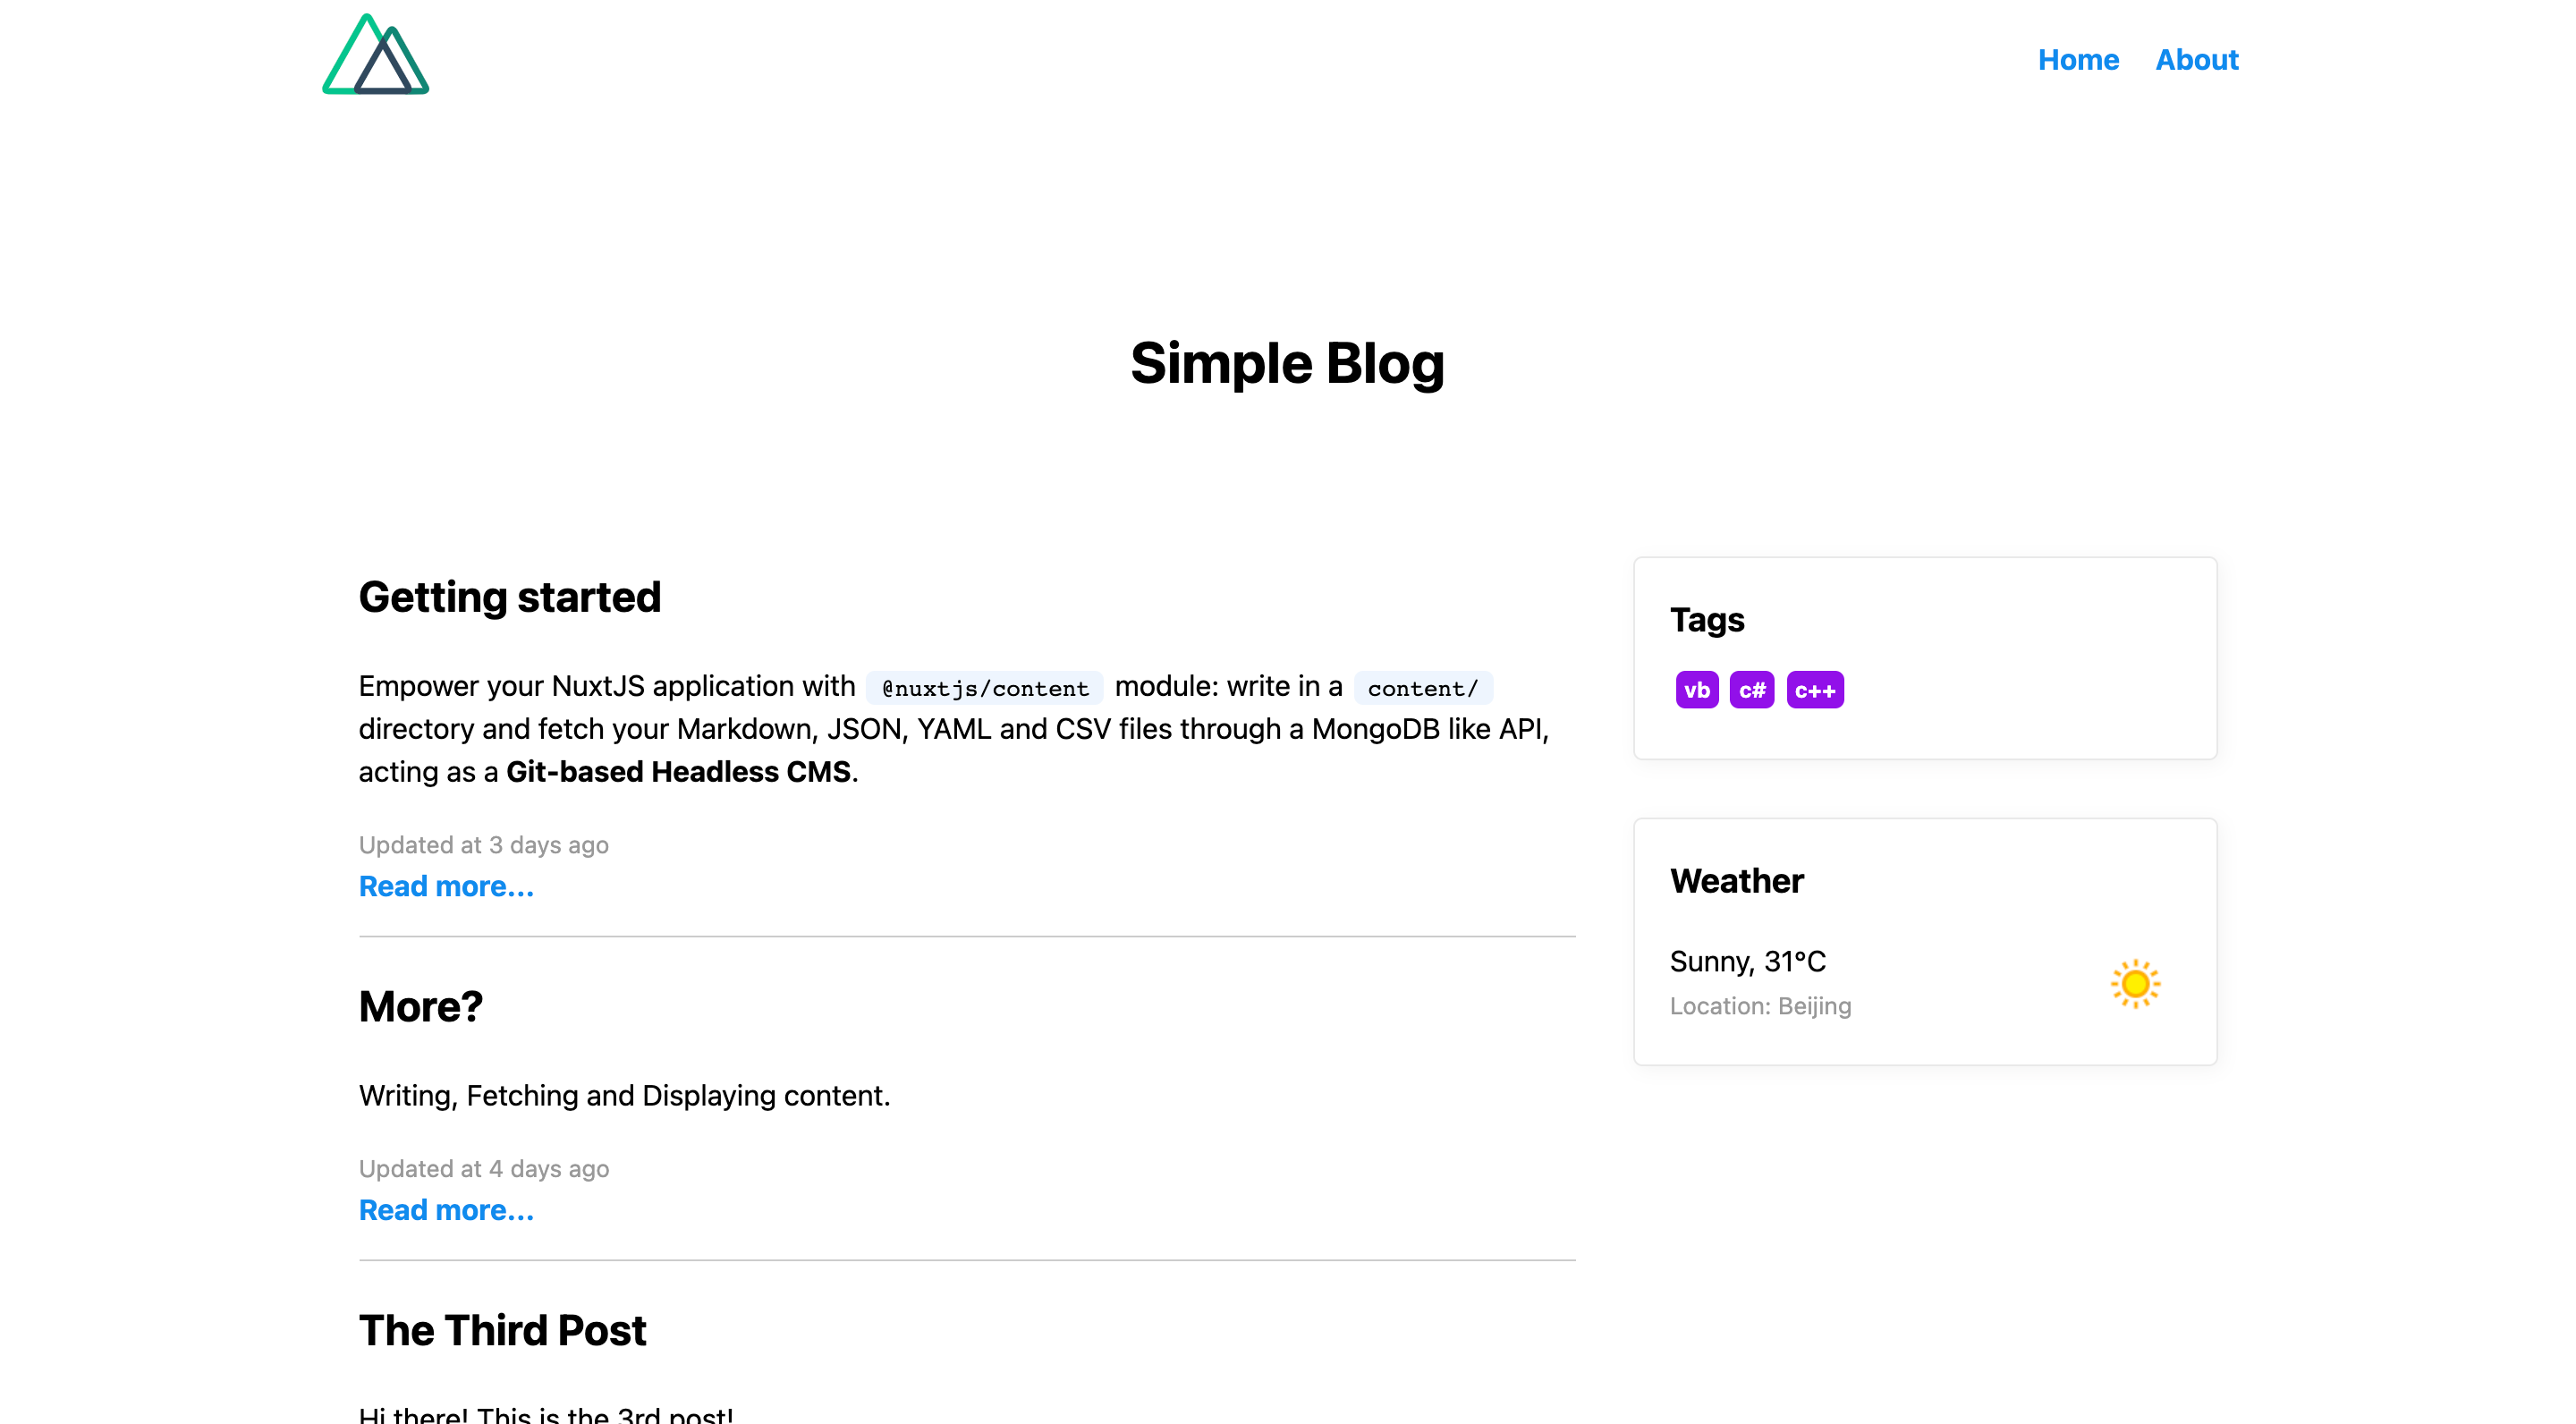 Home About
Simple Blog
Getting started
Empower your NuxtJS application with @nuxtjs/content module: write in a content/
directory and fetch your Markdown, JSON, YAML and CSV files through a MongoDB like API,
acting as a Git-based Headless CMS.
Updated at 3 days ago
Read more...
More?
Writing, Fetching and Displaying content.
Updated at 4 days ago
Read more...
The Third Post
Hi there! This is the 3rd post!
Tags
vb c# c++
Weather
Sunny, 31°C
Location: Beijing